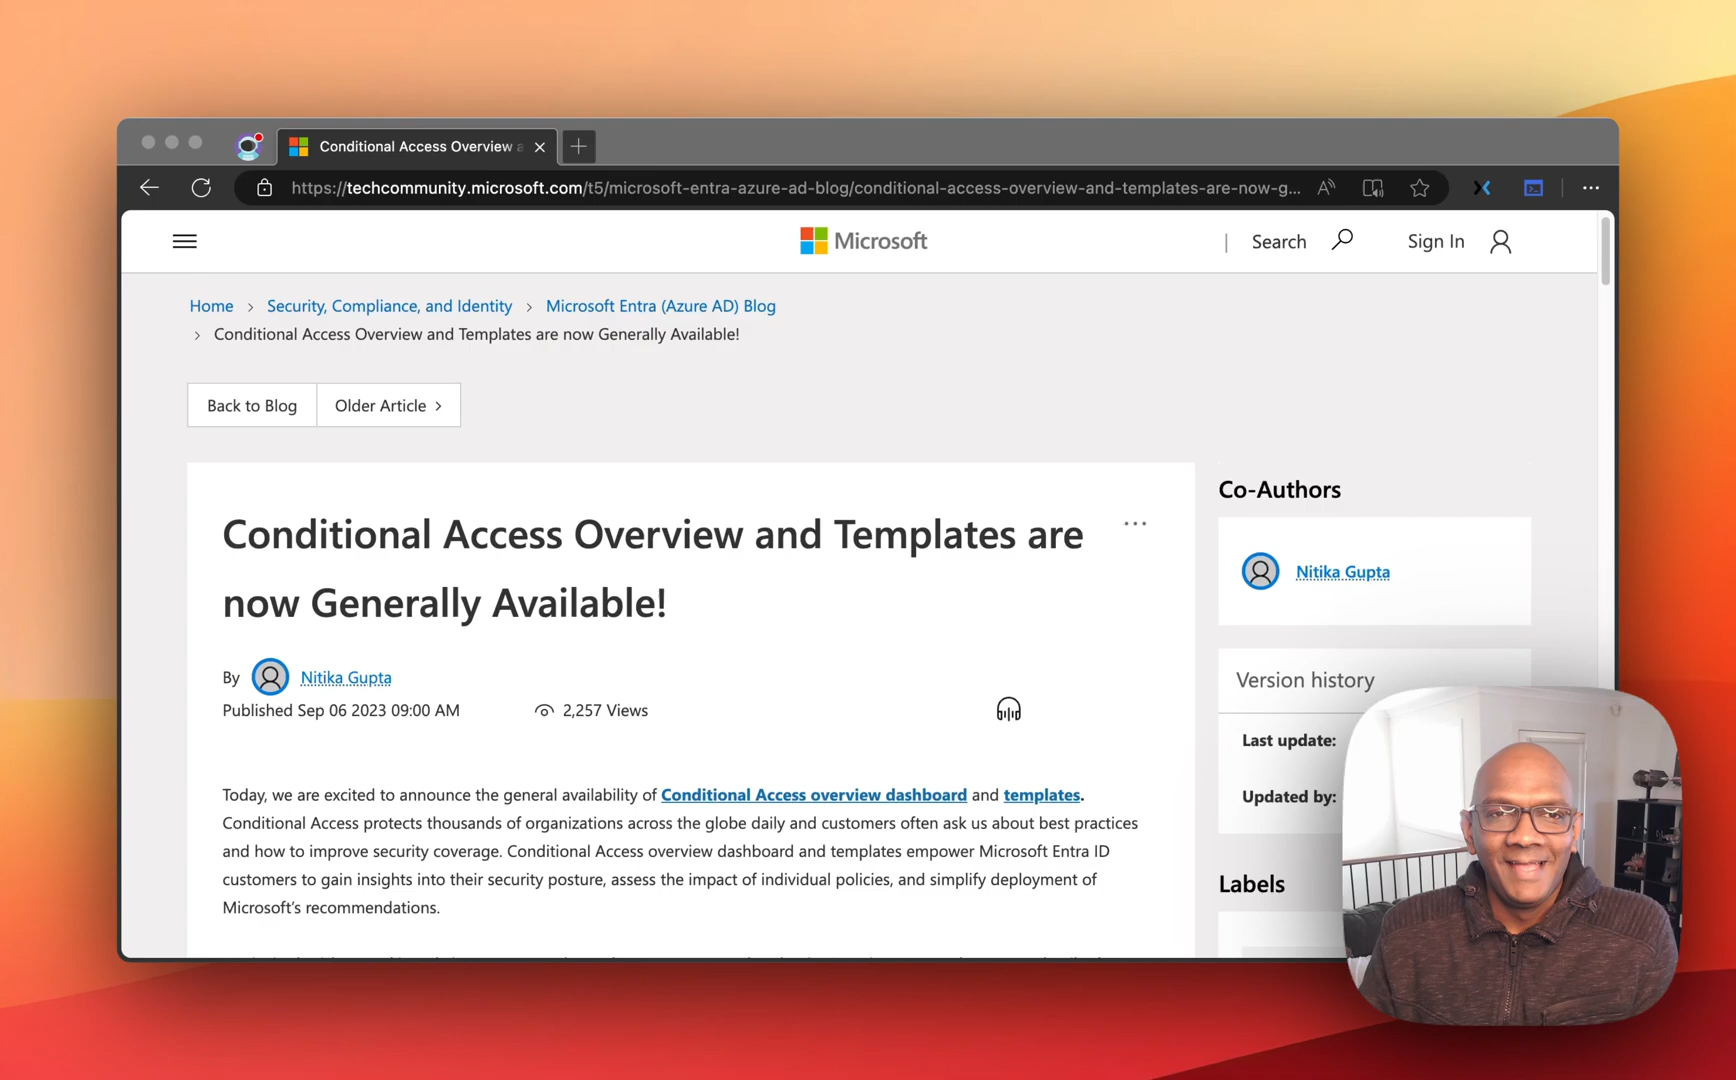 Conditional Access Overview a
https://techcommunity.microsoft.com/t5/microsoft-entra-azure-ad-blog/conditional-access-overview-and-templates-are-now-g...
Microsoft
Search
Sign In
Home > Security, Compliance, and Identity > Microsoft Entra (Azure AD) Blog
> Conditional Access Overview and Templates are now Generally Available!
Back to Blog
Older Article >
Conditional Access Overview and Templates are
now Generally Available!
By Nitika Gupta
Published Sep 06 2023 09:00 AM
2,257 Views
Today, we are excited to announce the general availability of Conditional Access overview dashboard and templates.
Conditional Access protects thousands of organizations across the globe daily and customers often ask us about best practices
and how to improve security coverage. Conditional Access overview dashboard and templates empower Microsoft Entra ID
customers to gain insights into their security posture, assess the impact of individual policies, and simplify deployment of
Microsoft's recommendations.
Co-Authors
Nitika Gupta
Version history
Last update:
Updated by:
Labels